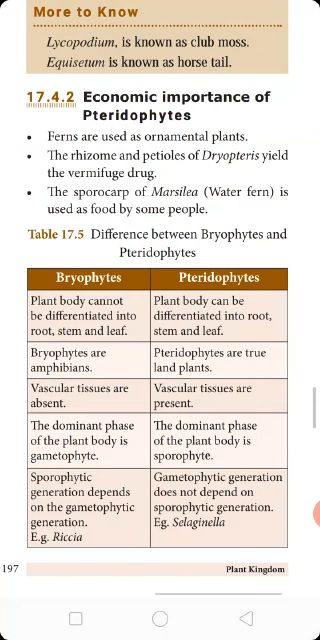 More to Know
Lycopodium, is known as club moss.
Equisetum is known as horse tail.
17.4.2 Economic importance of
Pteridophytes
• Ferns are used as ornamental plants.
• The rhizome and petioles of Dryopteris yield
the vermifuge drug.
• The sporocarp of Marsilea (Water fern) is
used as food by some people.
Table 17.5 Difference between Bryophytes and
Pteridophytes
Bryophytes
Pteridophytes
Plant body cannot
be differentiated into
root, stem and leaf.
Plant body can be
differentiated into root,
stem and leaf.
Bryophytes are
amphibians.
Pteridophytes are true
land plants.
Vascular tissues are
absent.
Vascular tissues are
present.
The dominant phase
of the plant body is
gametophyte.
The dominant phase
of the plant body is
sporophyte.
Sporophytic
generation depends
on the gametophytic
generation.
E.g. Riccia
Gametophytic generation
does not depend on
sporophytic generation.
Eg. Selaginella
197
Plant Kingdom